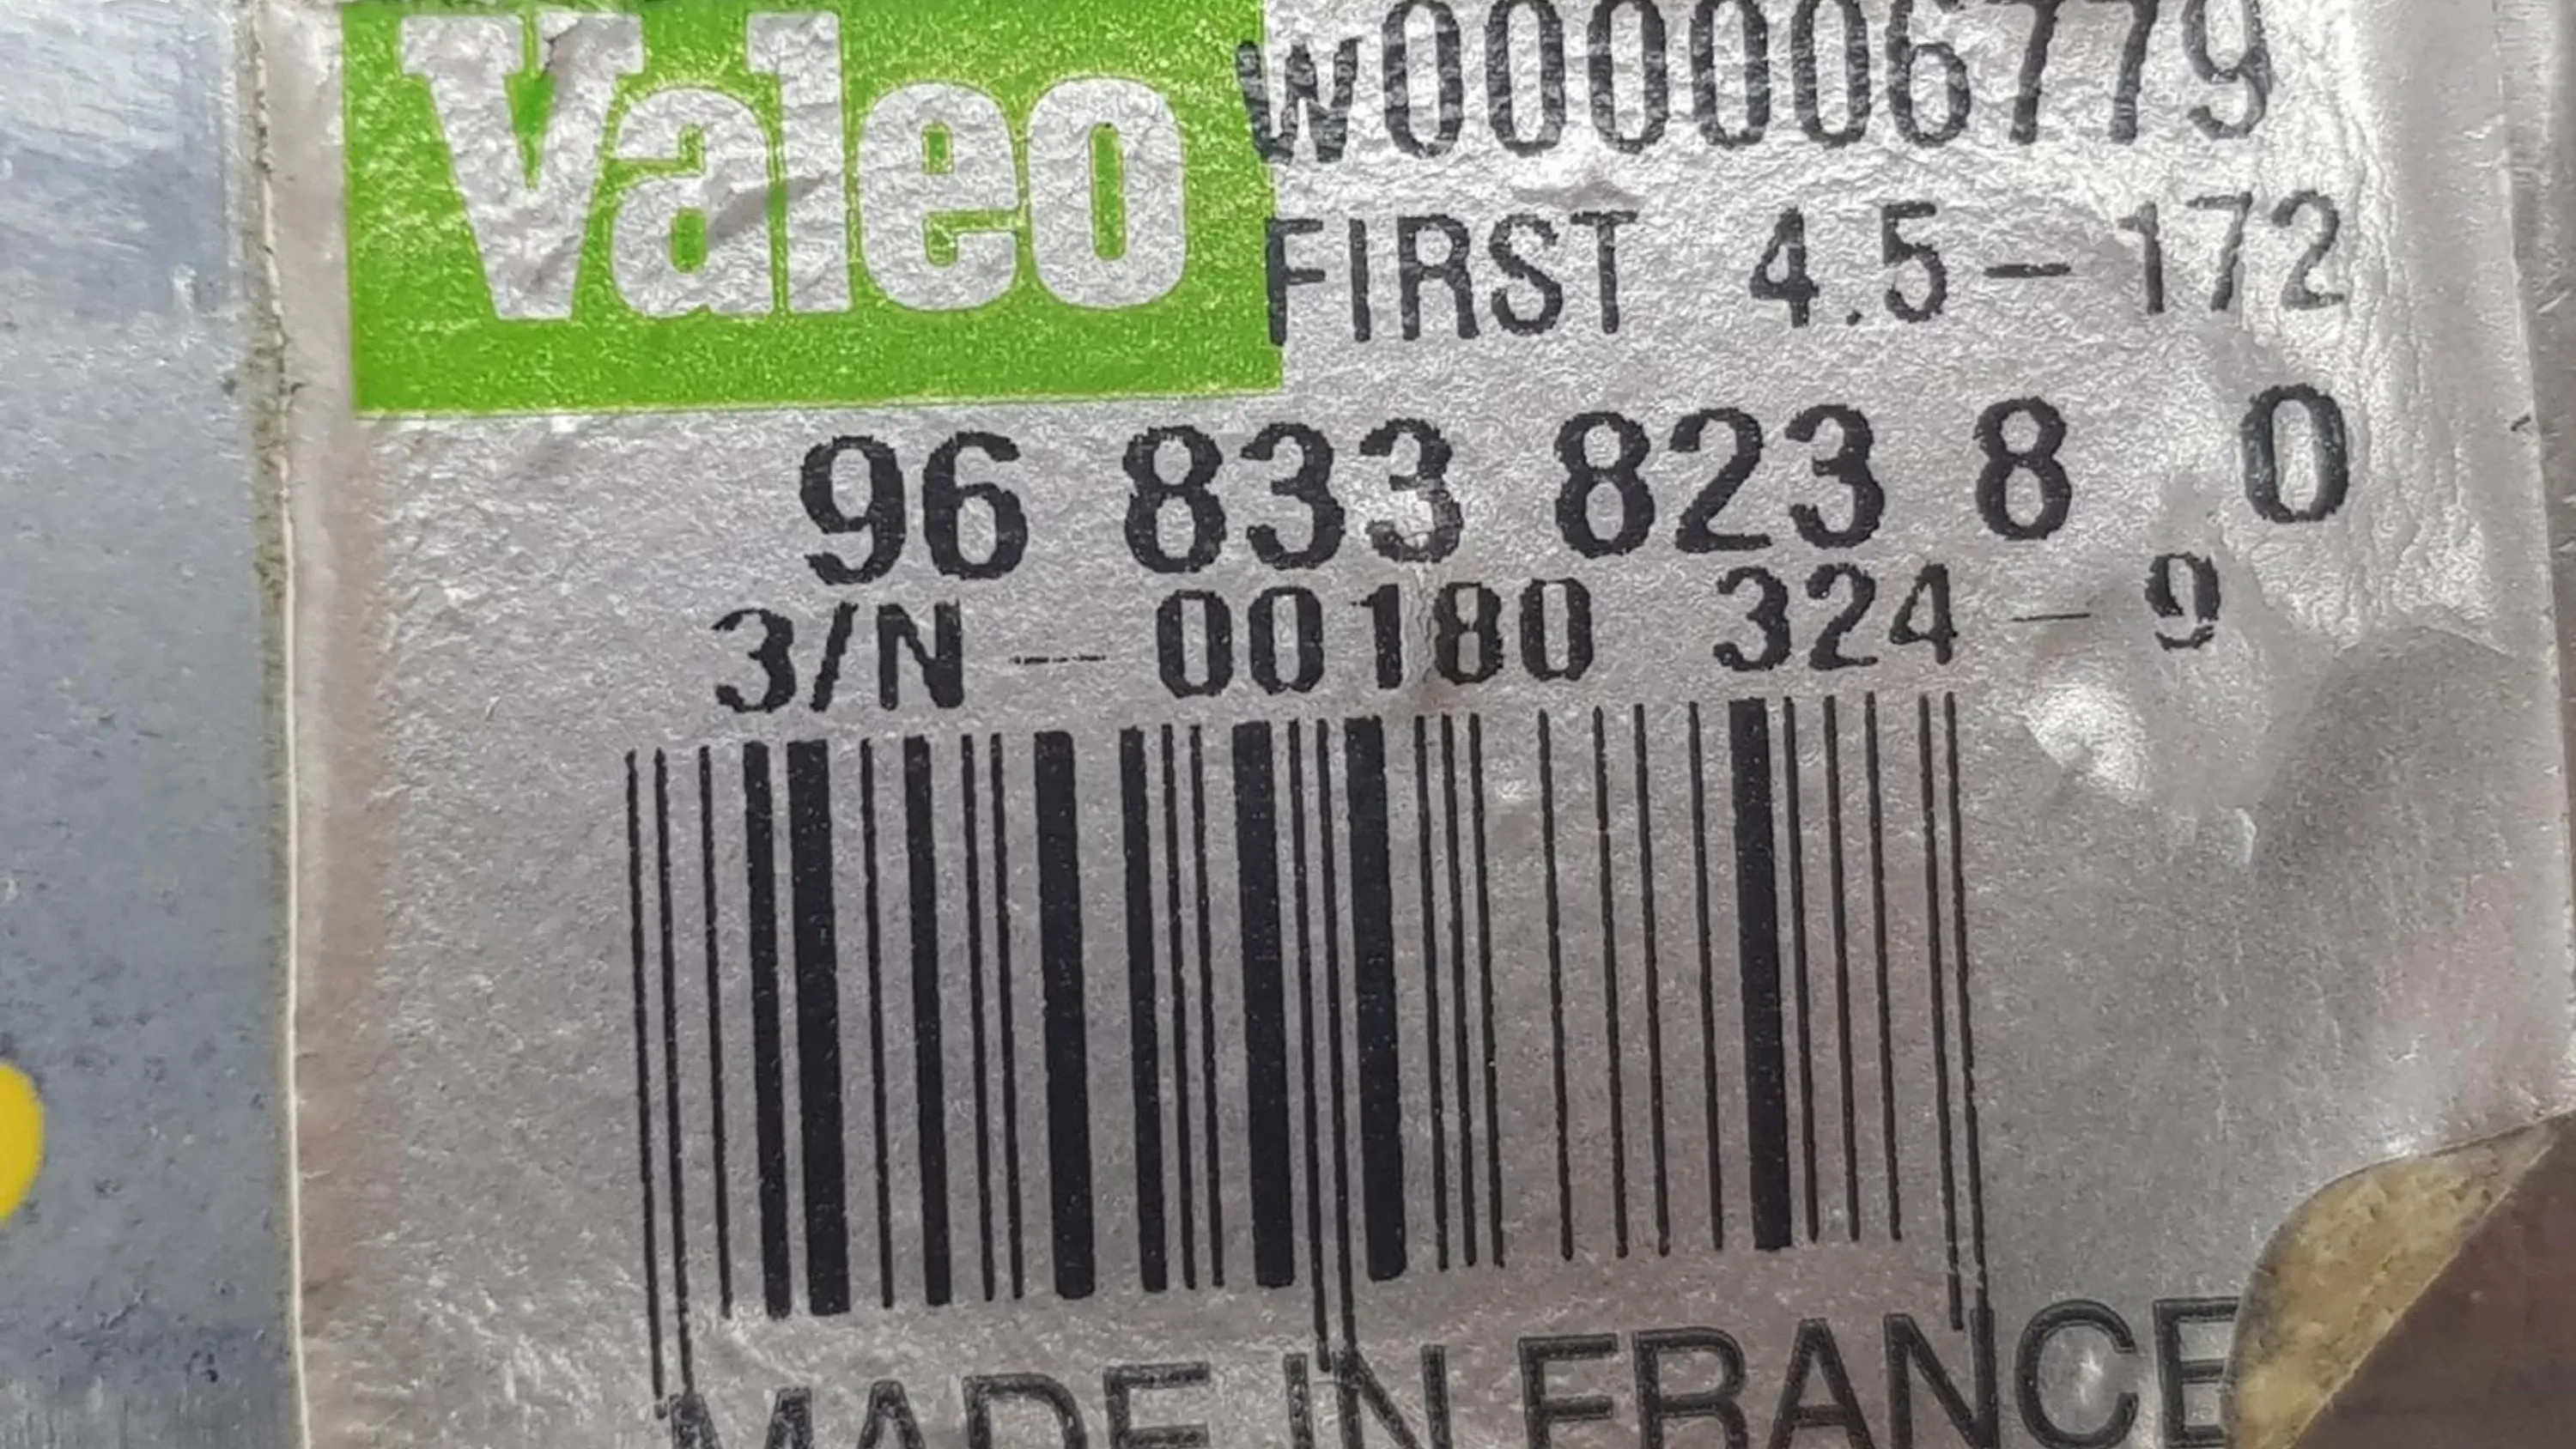 Valeo
W000006779
FIRST 4.5-172
96 833 823 8 0
3/N - 00180 324 - 9
MADE IN FRANCE